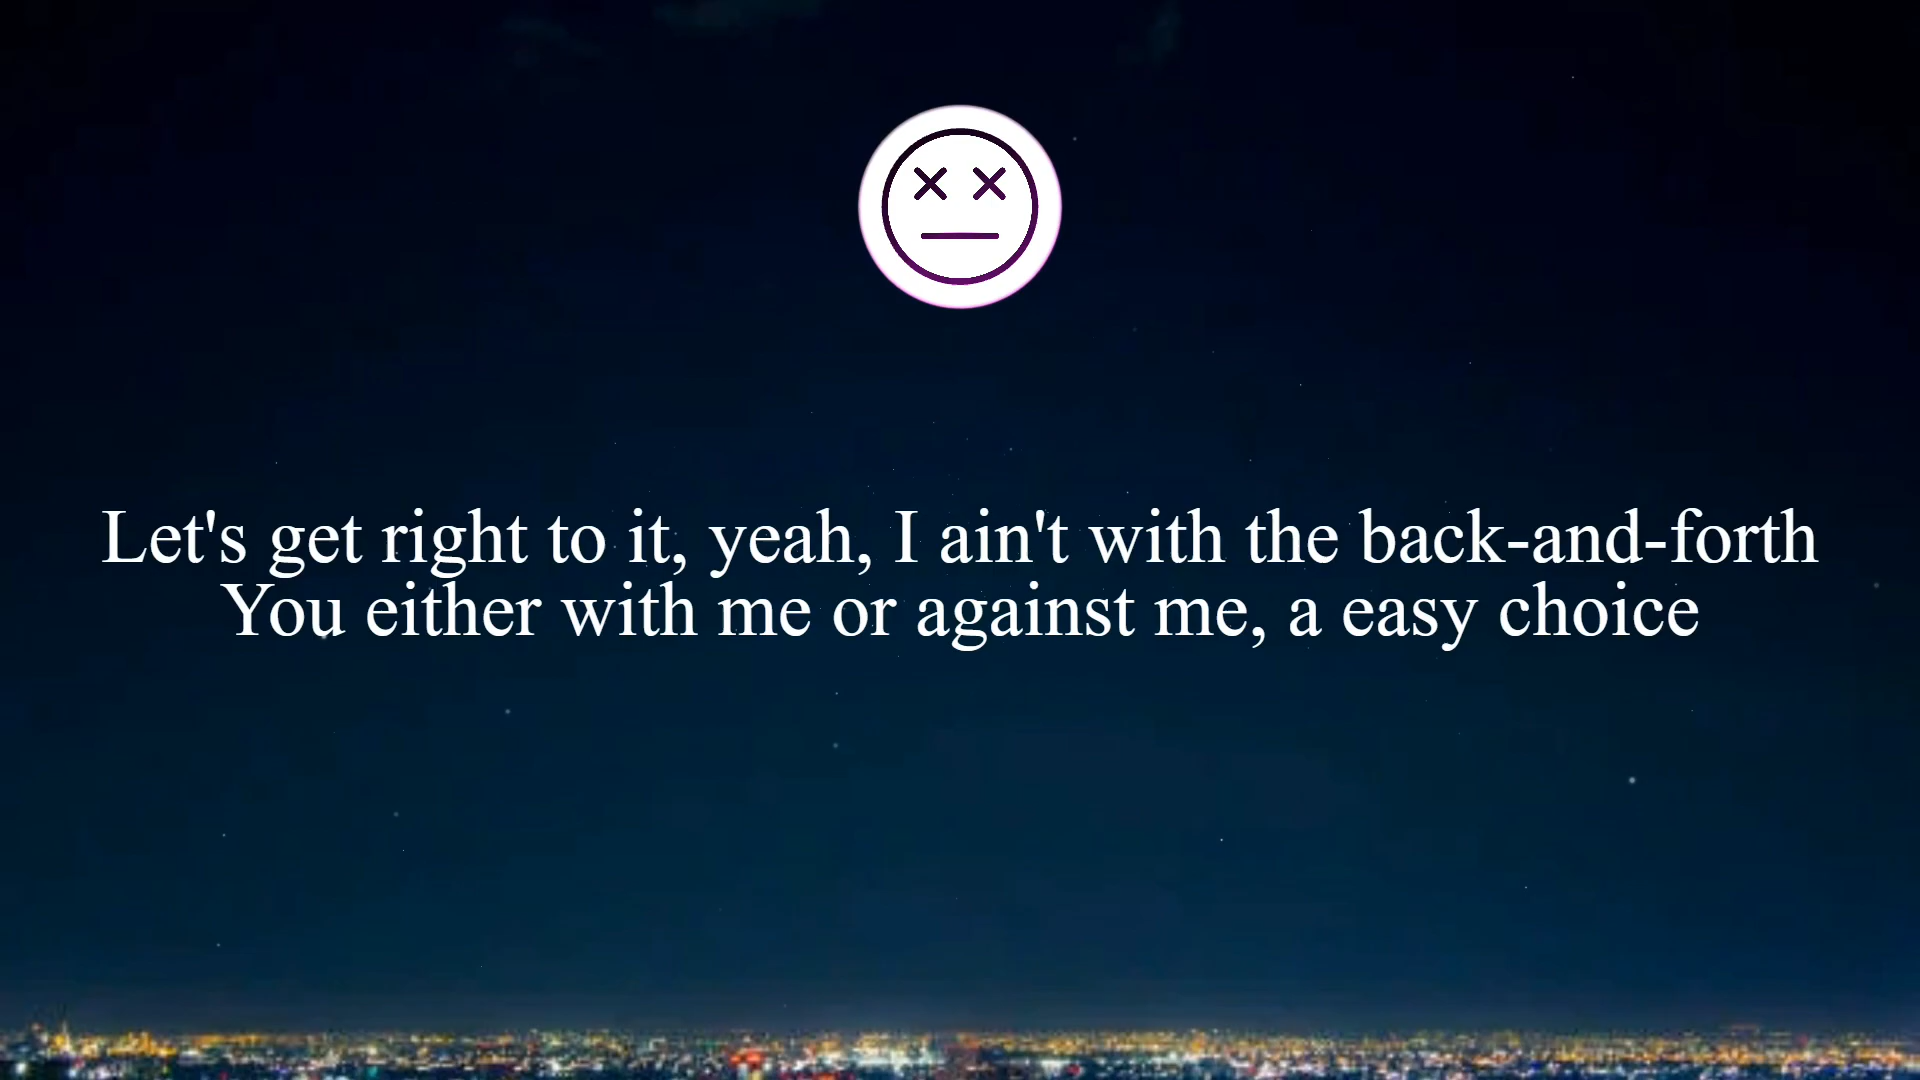 Let's get right to it, yeah, I ain't with the back-and-forth
You either with me or against me, a easy choice